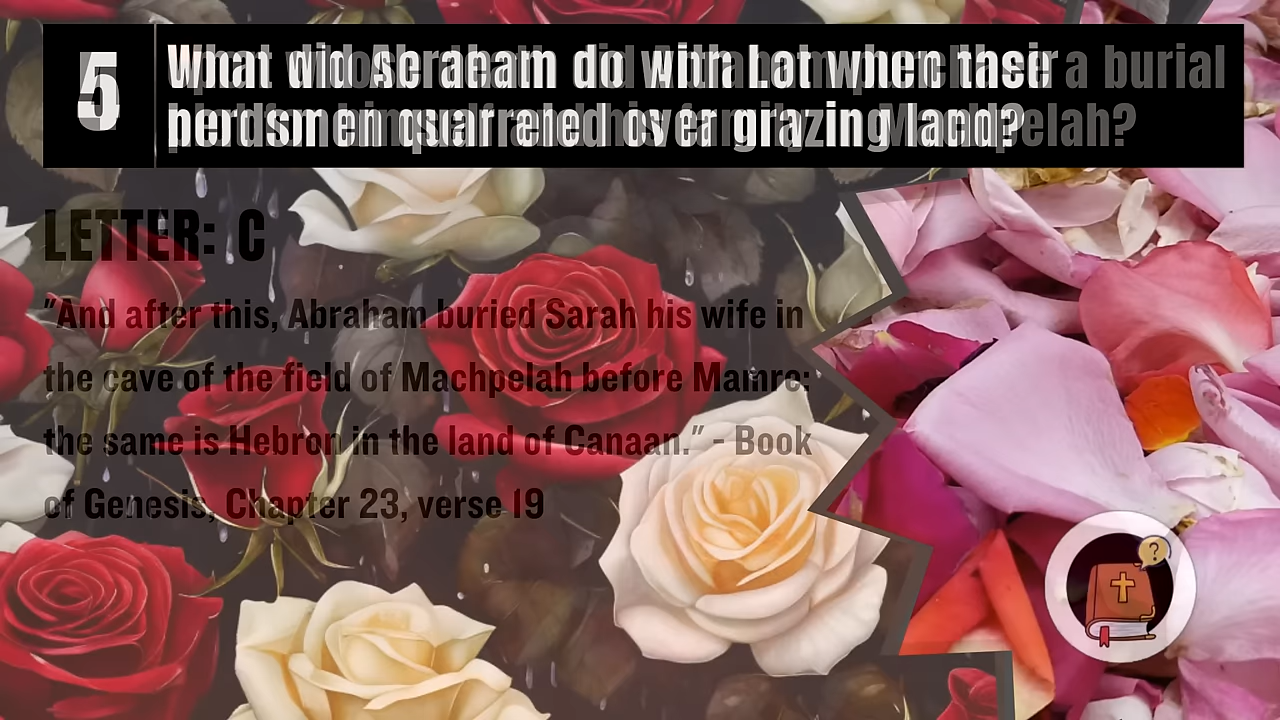 5
What did Abraham do with Lot when their a burial
herdsmen quarreled over grazing land? Machpelah?
LETTER: C
"And after this, Abraham buried Sarah his wife in
the cave of the field of Machpelah before Mamre:
the same is Hebron in the land of Canaan." - Book
of Genesis, Chapter 23, verse 19
?